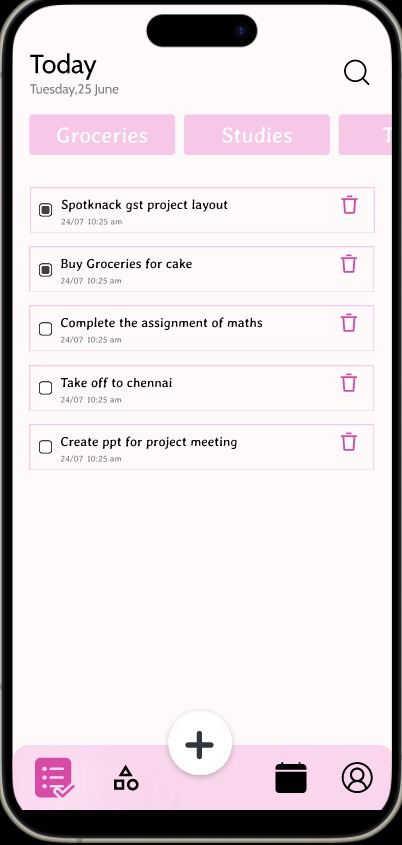 Today
Tuesday,25 June
Groceries
Studies
T
Spotknack gst project layout
24/07 10:25 am
Buy Groceries for cake
24/07 10:25 am
Complete the assignment of maths
24/07 10:25 am
Take off to chennai
24/07 10:25 am
Create ppt for project meeting
24/07 10:25 am